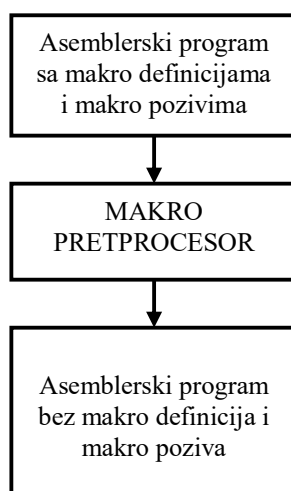 Asemblerski program
sa makro definicijama
i makro pozivima
MAKRO
PRETPROCESOR
Asemblerski program
bez makro definicija i
makro poziva